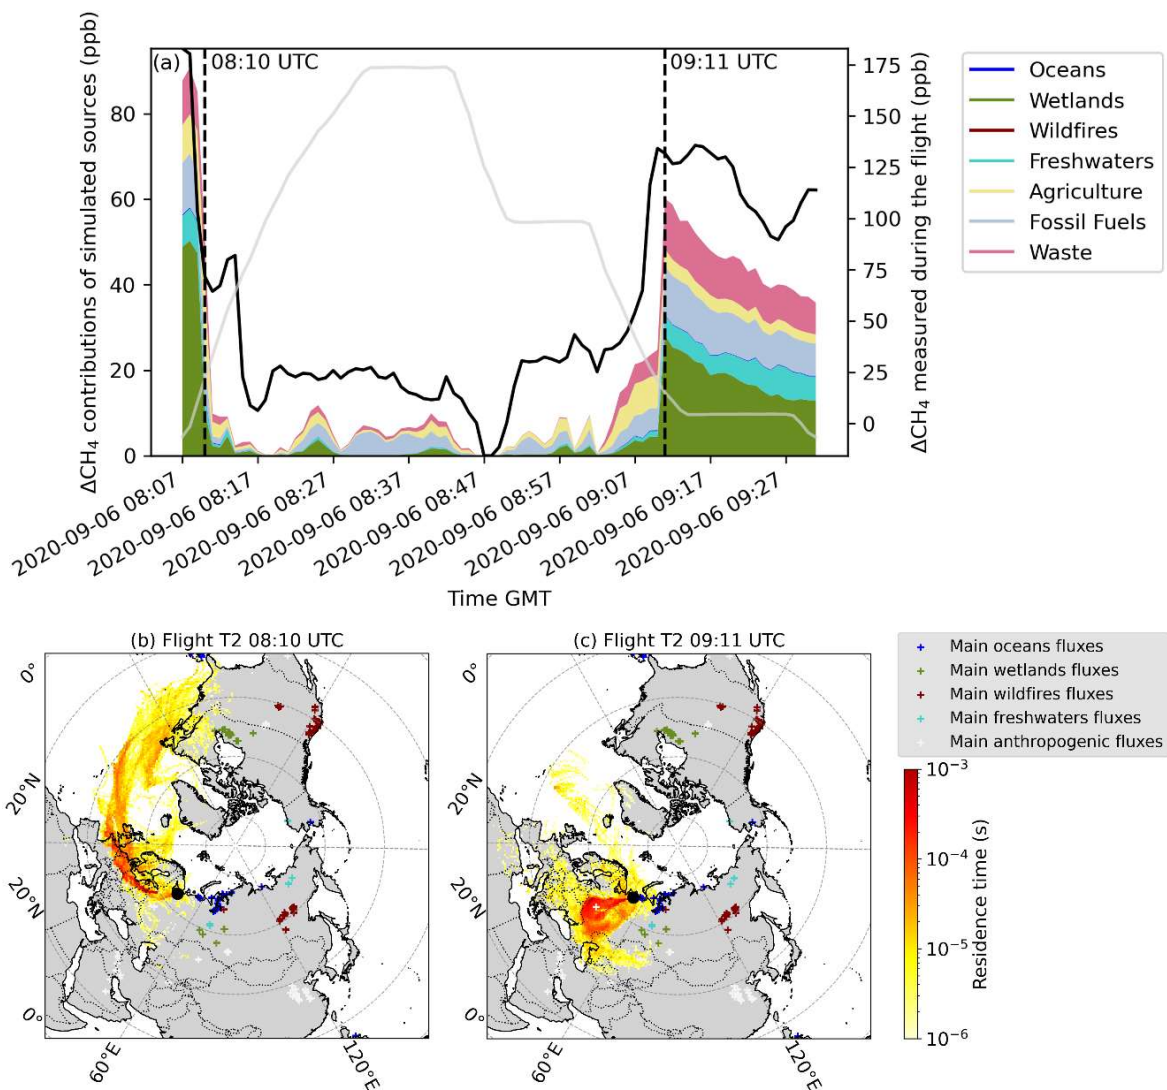 (a)
08:10 UTC
09:11 UTC
ΔCH₄ contributions of simulated sources (ppb)
80
60
40
20
0
ΔCH₄ measured during the flight (ppb)
175
150
125
100
75
50
25
0
2020-09-06 08:07
2020-09-06 08:17
2020-09-06 08:27
2020-09-06 08:37
2020-09-06 08:47
2020-09-06 08:57
2020-09-06 09:07
2020-09-06 09:17
2020-09-06 09:27
Time GMT
Oceans
Wetlands
Wildfires
Freshwaters
Agriculture
Fossil Fuels
Waste
(b) Flight T2 08:10 UTC
0°
20°N
20°N
0°
60°E
120°E
(c) Flight T2 09:11 UTC
0°
20°N
20°N
0°
60°E
120°E
Main oceans fluxes
Main wetlands fluxes
Main wildfires fluxes
Main freshwaters fluxes
Main anthropogenic fluxes
10⁻³
10⁻⁴
10⁻⁵
10⁻⁶
Residence time (s)